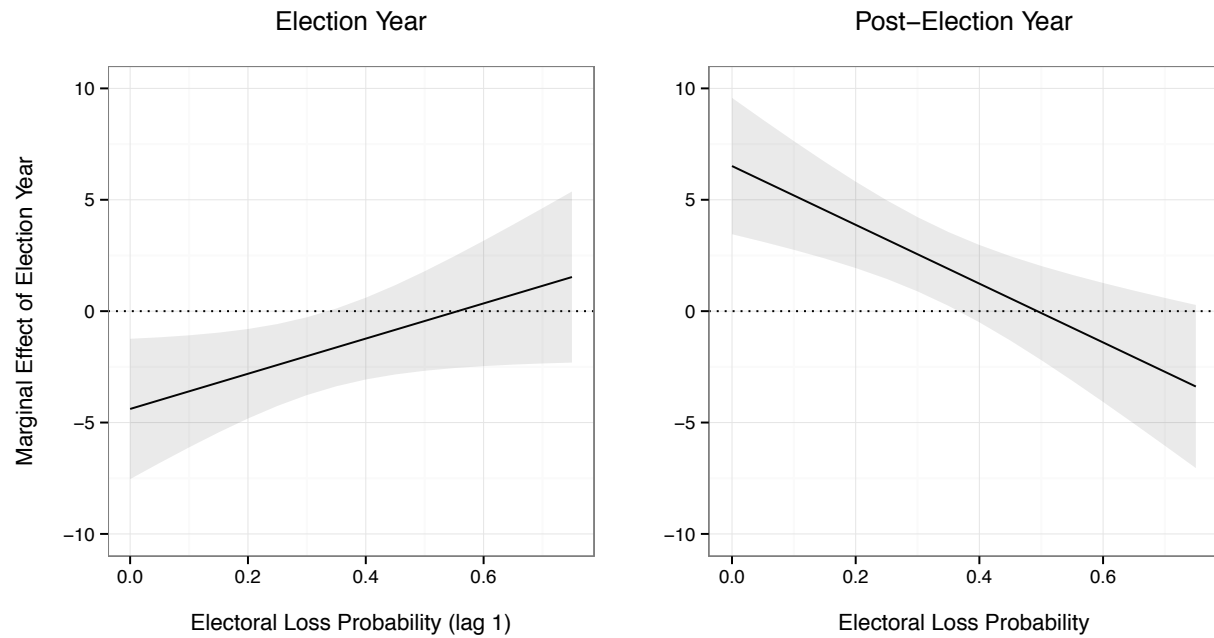 Election Year
Post−Election Year
Marginal Effect of Election Year
10
5
0
−5
−10
0.0 0.2 0.4 0.6
Electoral Loss Probability (lag 1)
10
5
0
−5
−10
0.0 0.2 0.4 0.6
Electoral Loss Probability